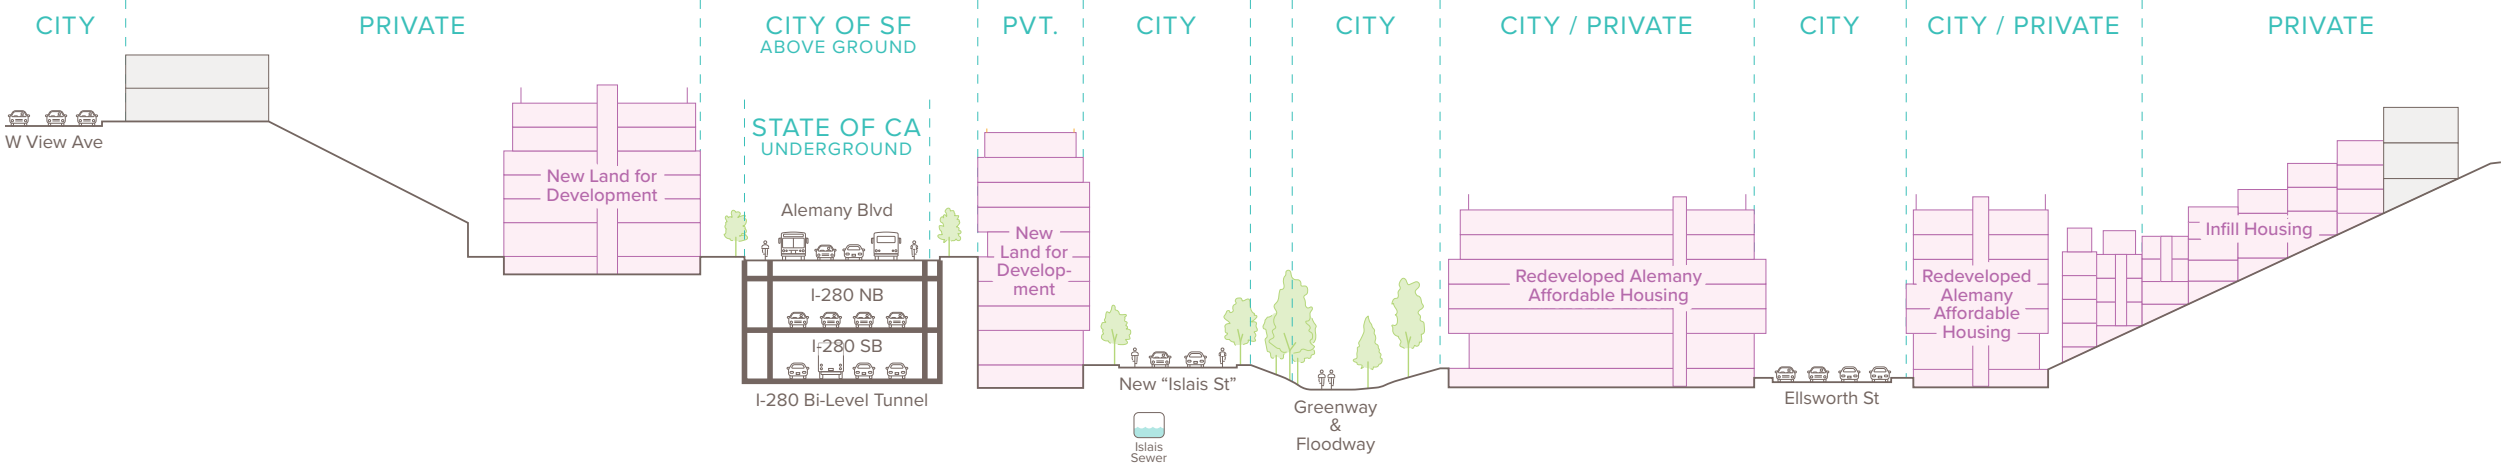 CITY
PRIVATE
CITY OF SF
ABOVE GROUND
PVT.
CITY
CITY
CITY / PRIVATE
CITY
CITY / PRIVATE
PRIVATE
STATE OF CA
UNDERGROUND
W View Ave
New Land for
Development
Alemany Blvd
I-280 NB
I-280 SB
I-280 Bi-Level Tunnel
New
Land for
Develop-
ment
New “Islais St”
Islais
Sewer
Greenway
&
Floodway
Redeveloped Alemany
Affordable Housing
Ellsworth St
Redeveloped
Alemany
Affordable
Housing
Infill Housing